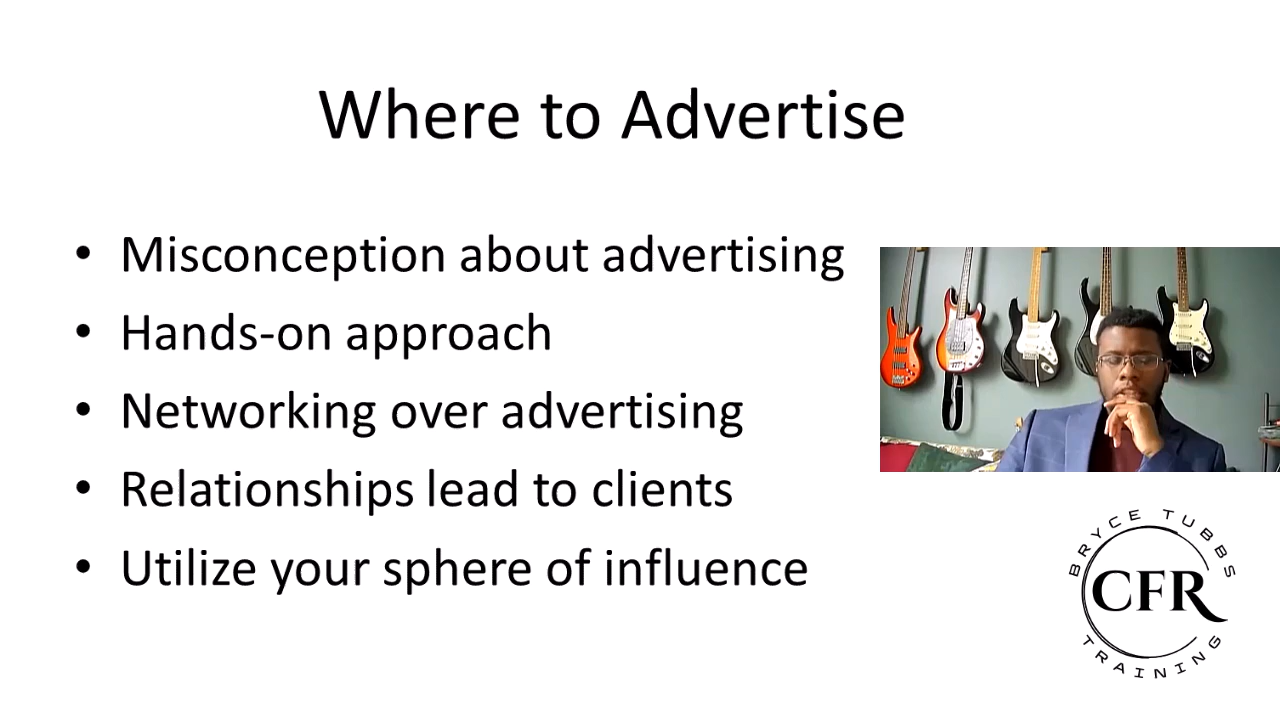 Where to Advertise
• Misconception about advertising
• Hands-on approach
• Networking over advertising
• Relationships lead to clients
• Utilize your sphere of influence
BRYCE TUBBS
CFR
TRAINING